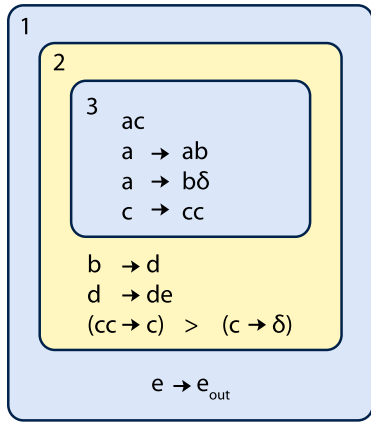 1
2
3
ac
a → ab
a → bδ
c → cc
b → d
d → de
(cc → c) > (c → δ)
e → e_out